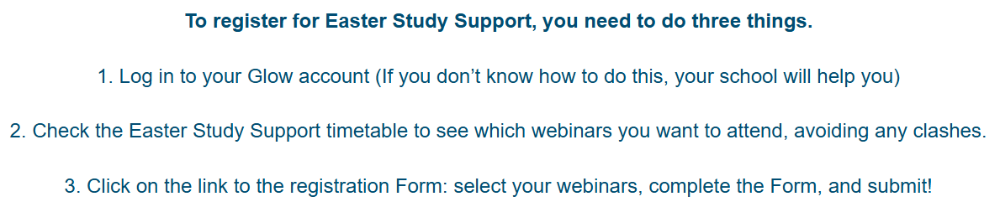 To register for Easter Study Support, you need to do three things.
1. Log in to your Glow account (If you don’t know how to do this, your school will help you)
2. Check the Easter Study Support timetable to see which webinars you want to attend, avoiding any clashes.
3. Click on the link to the registration Form: select your webinars, complete the Form, and submit!